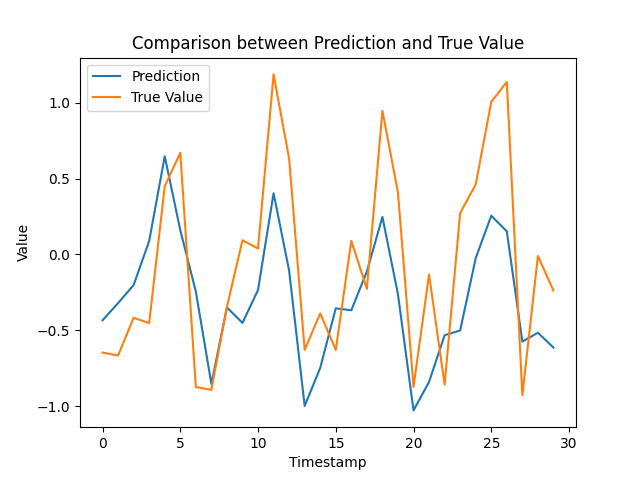 Comparison between Prediction and True Value
Prediction
True Value
1.0
0.5
0.0
−0.5
−1.0
Value
0 5 10 15 20 25 30
Timestamp